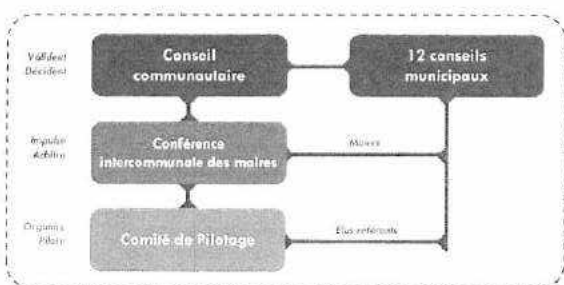 Valident
Décident
Conseil
communautaire
12 conseils
municipaux
Impulse
Arbitre
Conférence
intercommunale des maires
Maires
Organise
Pilote
Comité de Pilotage
Elus référents